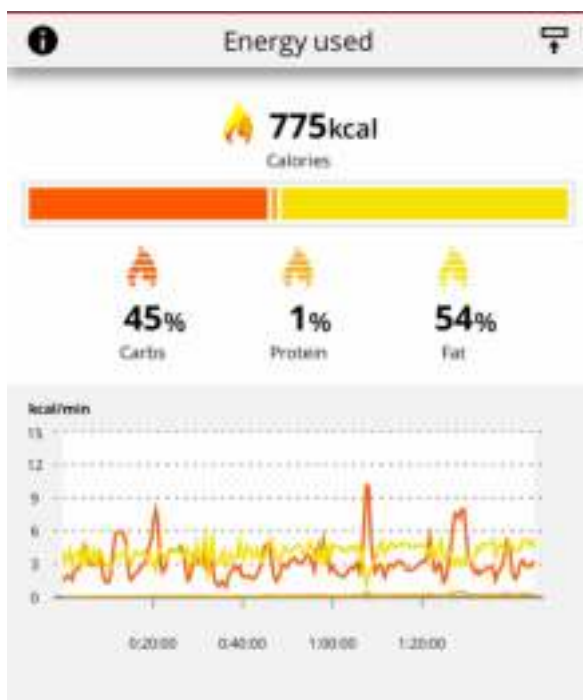 Energy used
775kcal
Calories
45% 1% 54%
Carbs Protein Fat
kcal/min
15
12
9
6
3
0
0:20:00 0:40:00 1:00:00 1:20:00